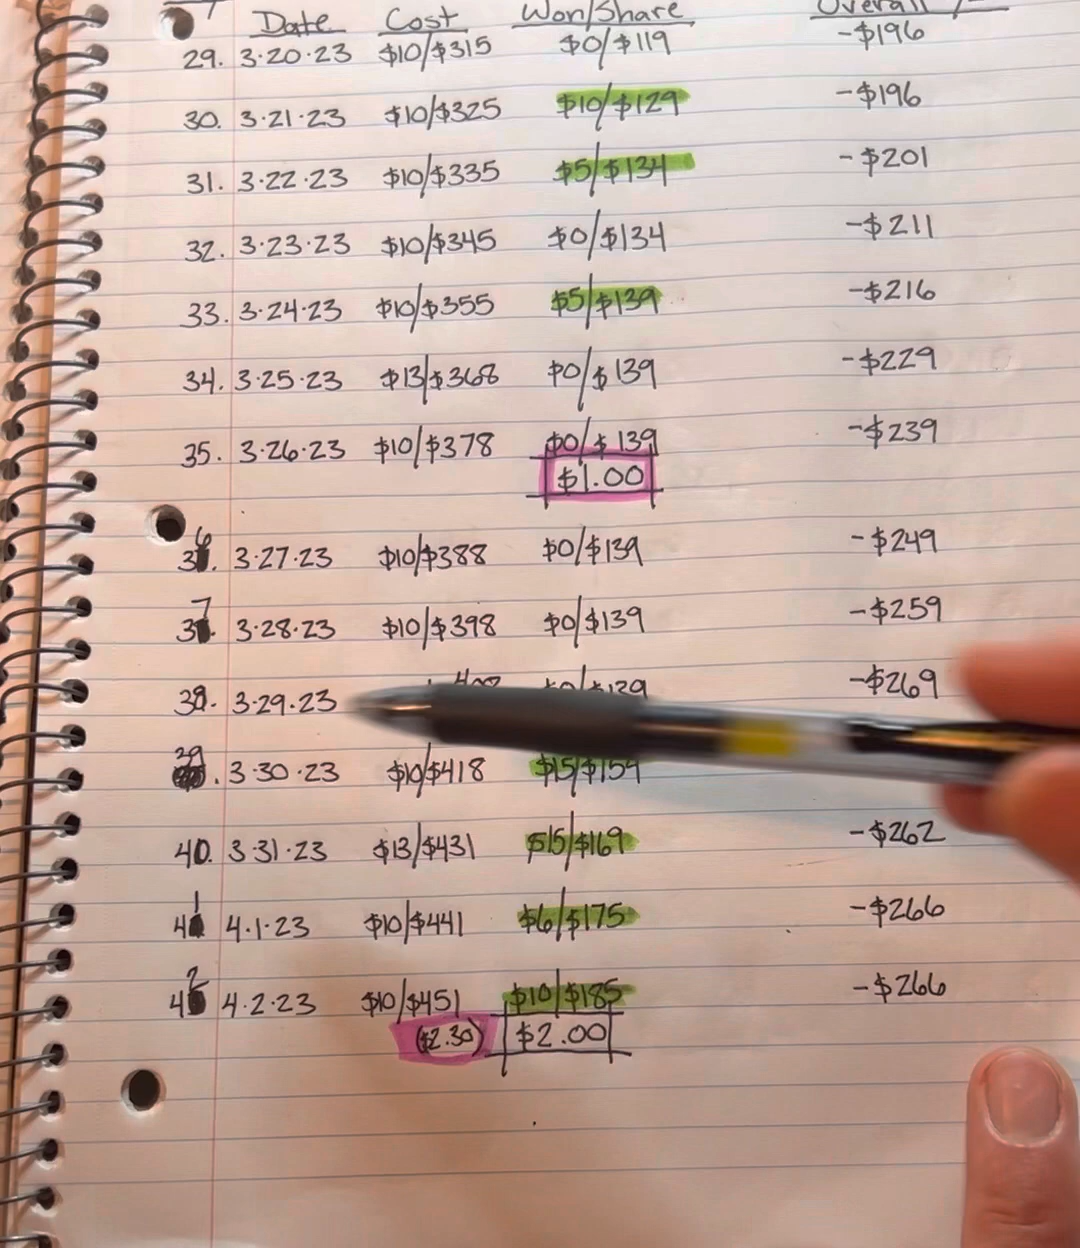 Date Cost Won/Share Overall
29. 3·20·23 $10/$315 $0/$119 -$196
30. 3·21·23 $10/$325 $10/$129 -$196
31. 3·22·23 $10/$335 $5/$134 -$201
32. 3·23·23 $10/$345 $0/$134 -$211
33. 3·24·23 $10/$355 $5/$139 -$216
34. 3·25·23 $13/$368 $0/$139 -$229
35. 3·26·23 $10/$378 $0/$139 -$239
$1.00
36. 3·27·23 $10/$388 $0/$139 -$249
37. 3·28·23 $10/$398 $0/$139 -$259
38. 3·29·23 -$269
39. 3·30·23 $10/$418 $15/$154
40. 3·31·23 $13/$431 $15/$169 -$262
41 4·1·23 $10/$441 $6/$175 -$266
42 4·2·23 $10/$451 $10/$185 -$266
($2.30) $2.00